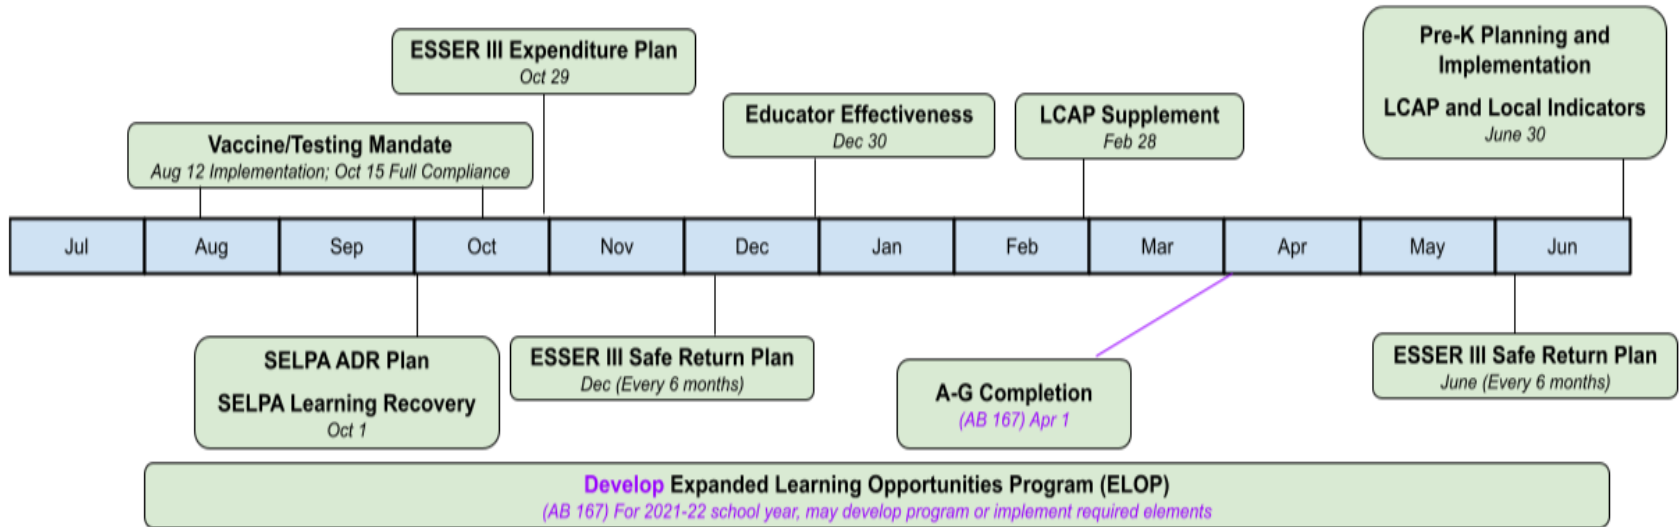 Pre-K Planning and
Implementation
LCAP and Local Indicators
June 30
ESSER III Expenditure Plan
Oct 29
Educator Effectiveness
Dec 30
LCAP Supplement
Feb 28
Vaccine/Testing Mandate
Aug 12 Implementation; Oct 15 Full Compliance
Jul Aug Sep Oct Nov Dec Jan Feb Mar Apr May Jun
SELPA ADR Plan
SELPA Learning Recovery
Oct 1
ESSER III Safe Return Plan
Dec (Every 6 months)
A-G Completion
(AB 167) Apr 1
ESSER III Safe Return Plan
June (Every 6 months)
Develop Expanded Learning Opportunities Program (ELOP)
(AB 167) For 2021-22 school year, may develop program or implement required elements